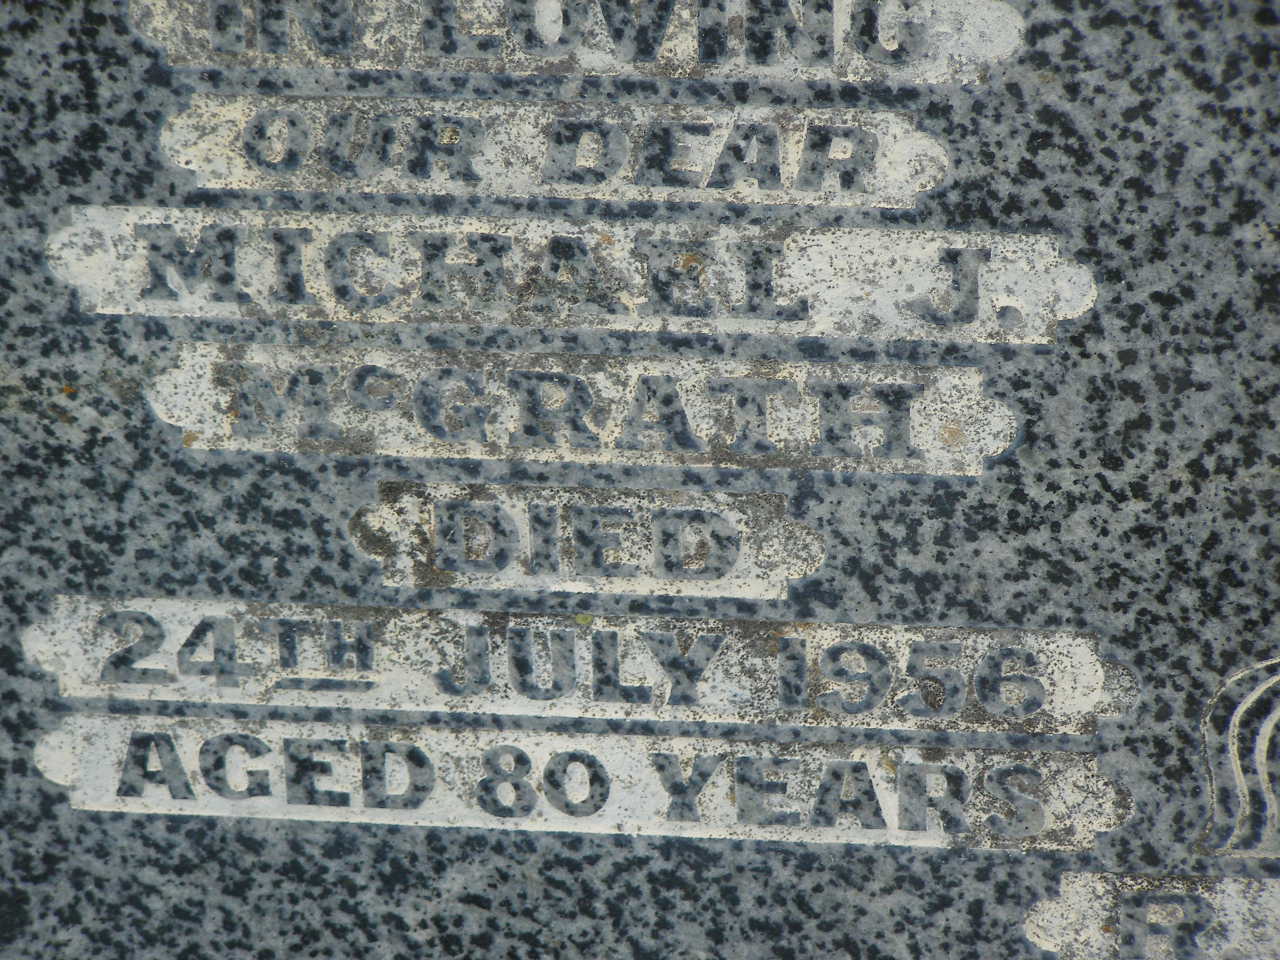 IN LOVING
OUR DEAR
MICHAEL J.
McGRATH
DIED
24TH JULY 1956
AGED 80 YEARS
R